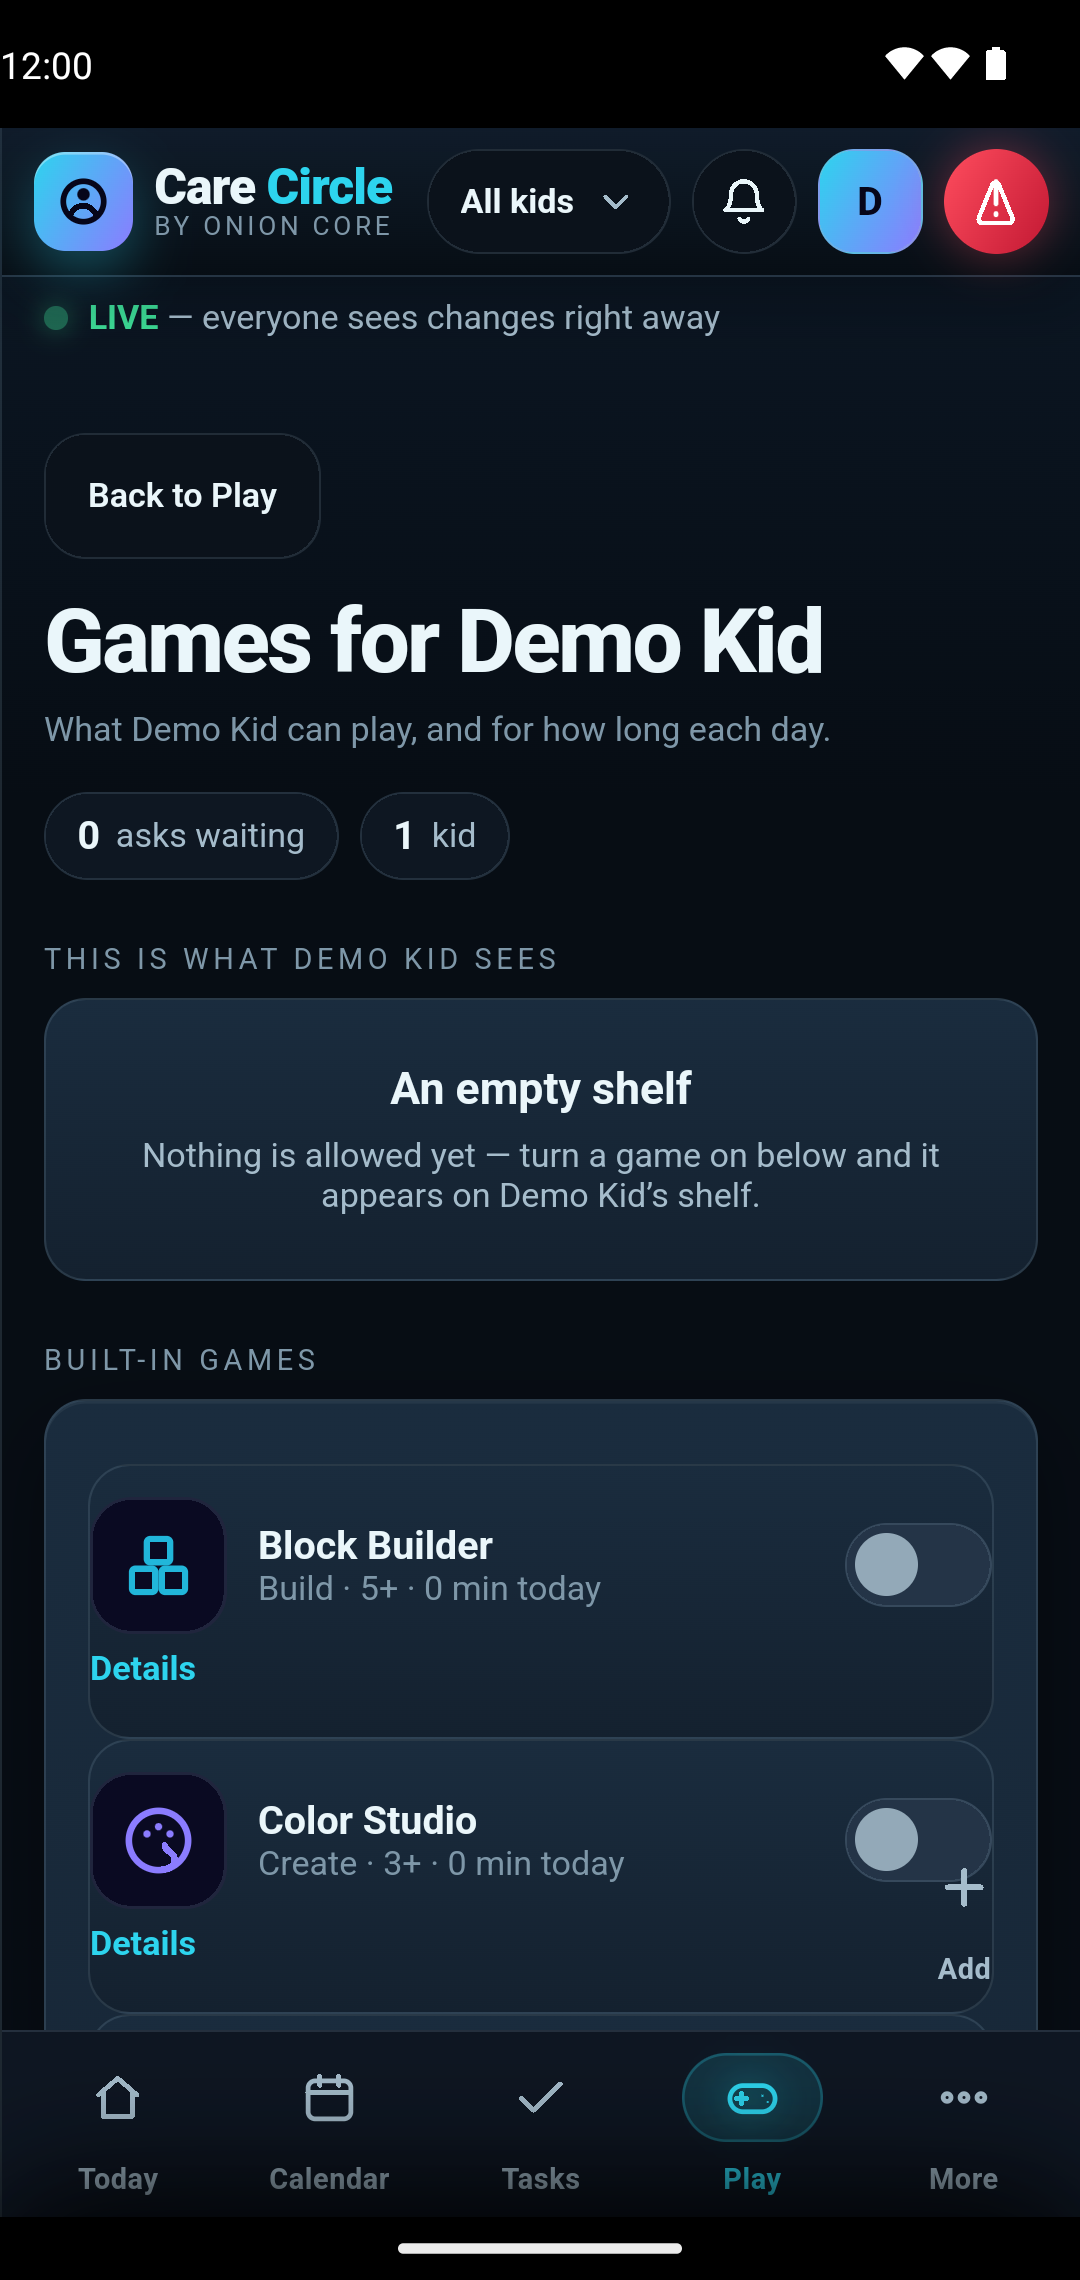 12:00
Care Circle
BY ONION CORE
All kids
D
LIVE — everyone sees changes right away
Back to Play
Games for Demo Kid
What Demo Kid can play, and for how long each day.
0 asks waiting
1 kid
THIS IS WHAT DEMO KID SEES
An empty shelf
Nothing is allowed yet — turn a game on below and it
appears on Demo Kid’s shelf.
BUILT-IN GAMES
Block Builder
Build · 5+ · 0 min today
Details
Color Studio
Create · 3+ · 0 min today
Details
Add
Today
Calendar
Tasks
Play
More